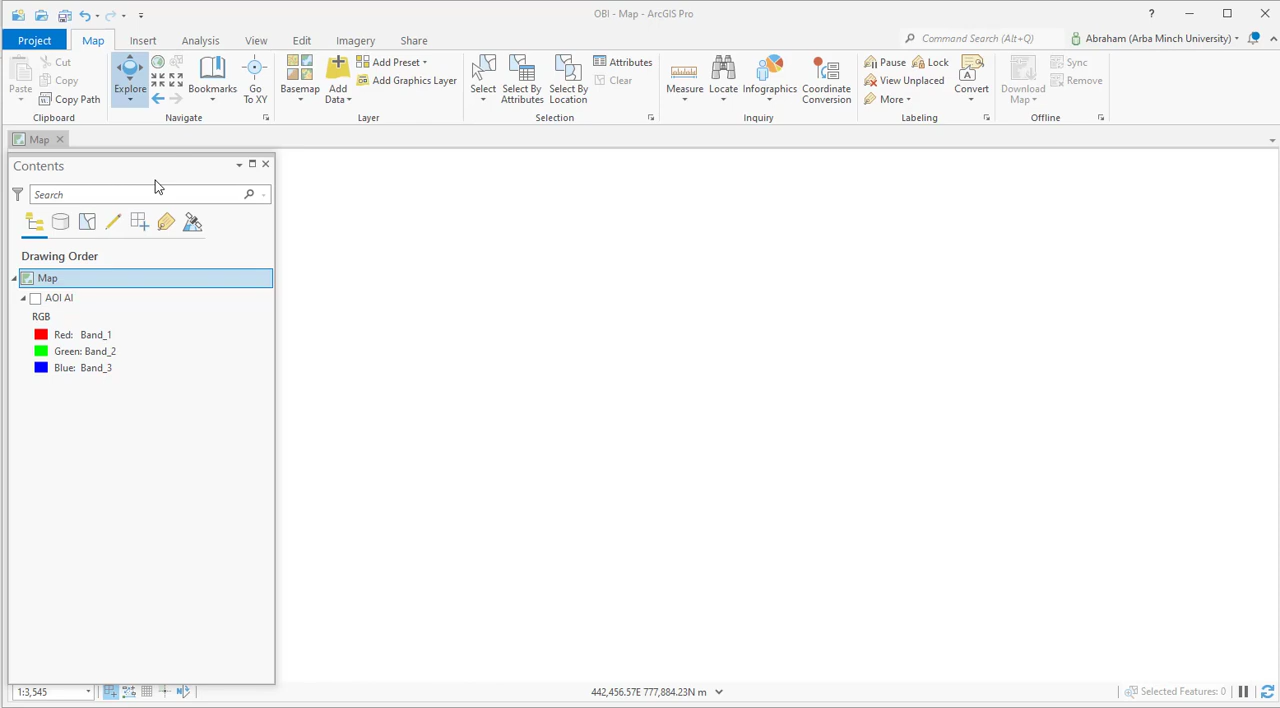 OBI - Map - ArcGIS Pro
?
Project Map Insert Analysis View Edit Imagery Share
Command Search (Alt+Q)
Abraham (Arba Minch University)
Paste
Cut
Copy
Copy Path
Clipboard
Explore
Bookmarks
Go
To XY
Navigate
Basemap
Add
Data
Add Preset
Add Graphics Layer
Layer
Select
Select By
Attributes
Select By
Location
Attributes
Clear
Selection
Measure
Locate
Infographics
Coordinate
Conversion
Inquiry
Pause
Lock
View Unplaced
More
Convert
Labeling
Download
Map
Sync
Remove
Offline
Map
Contents
Search
Drawing Order
Map
AOI AI
RGB
Red: Band_1
Green: Band_2
Blue: Band_3
1:3,545
442,456.57E 777,884.23N m
Selected Features: 0